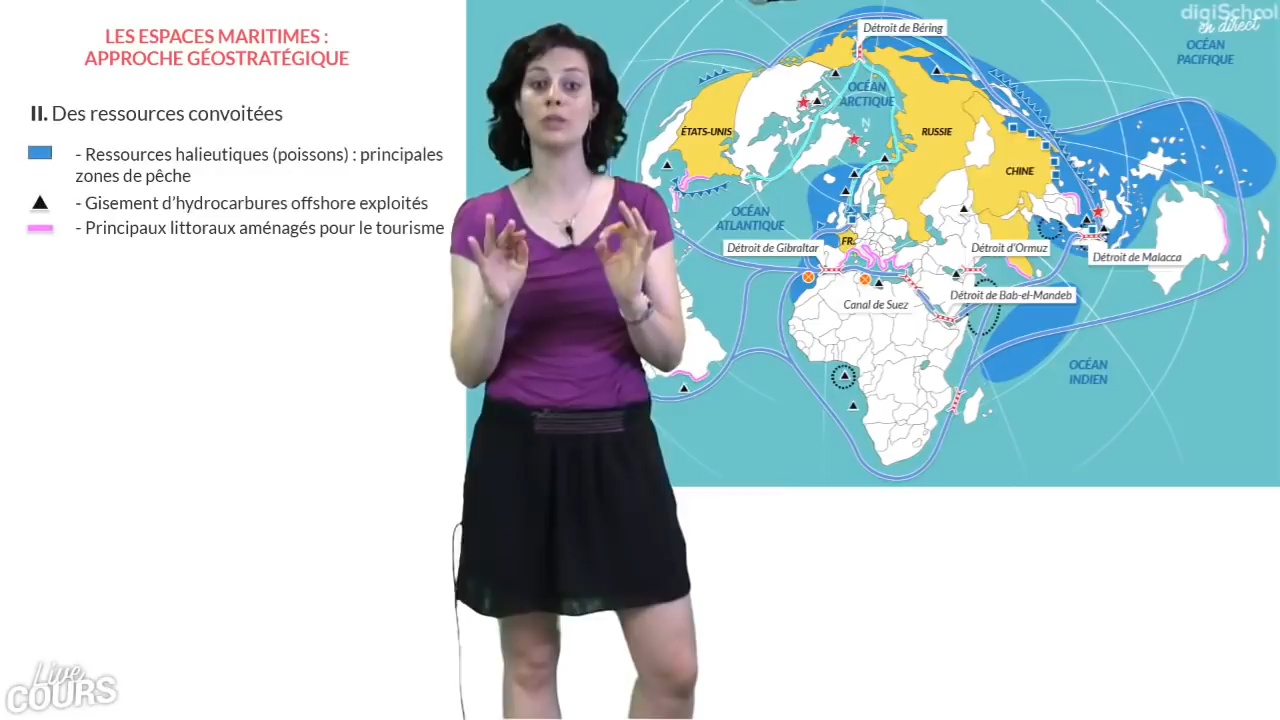 LES ESPACES MARITIMES :
APPROCHE GÉOSTRATÉGIQUE
II. Des ressources convoitées
- Ressources halieutiques (poissons) : principales
zones de pêche
- Gisement d'hydrocarbures offshore exploités
- Principaux littoraux aménagés pour le tourisme
digiSchool
en direct
Détroit de Béring
OCÉAN
PACIFIQUE
OCÉAN
ARCTIQUE
N
ÉTATS-UNIS
RUSSIE
CHINE
OCÉAN
ATLANTIQUE
FR.
Détroit de Gibraltar
Détroit d'Ormuz
Détroit de Malacca
Détroit de Bab-el-Mandeb
Canal de Suez
OCÉAN
INDIEN
Live
COURS